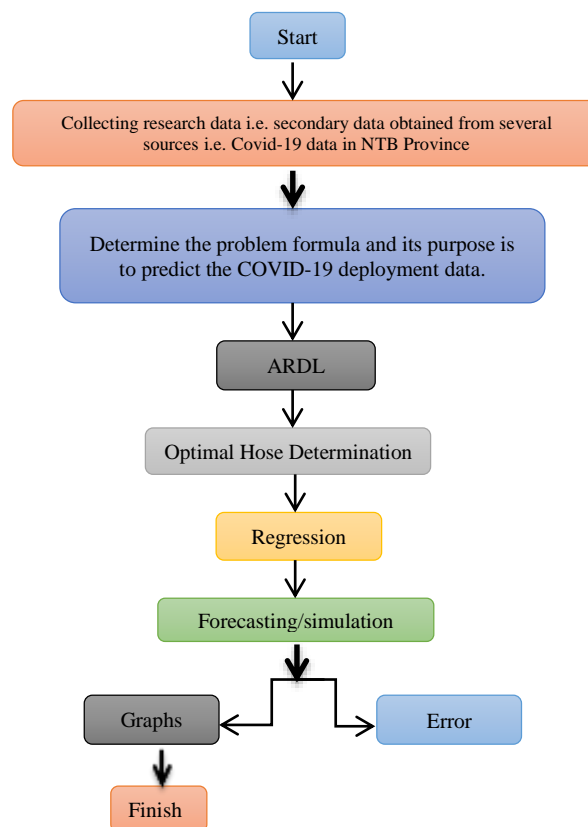 Start
Collecting research data i.e. secondary data obtained from several
sources i.e. Covid-19 data in NTB Province
Determine the problem formula and its purpose is
to predict the COVID-19 deployment data.
ARDL
Optimal Hose Determination
Regression
Forecasting/simulation
Graphs
Error
Finish